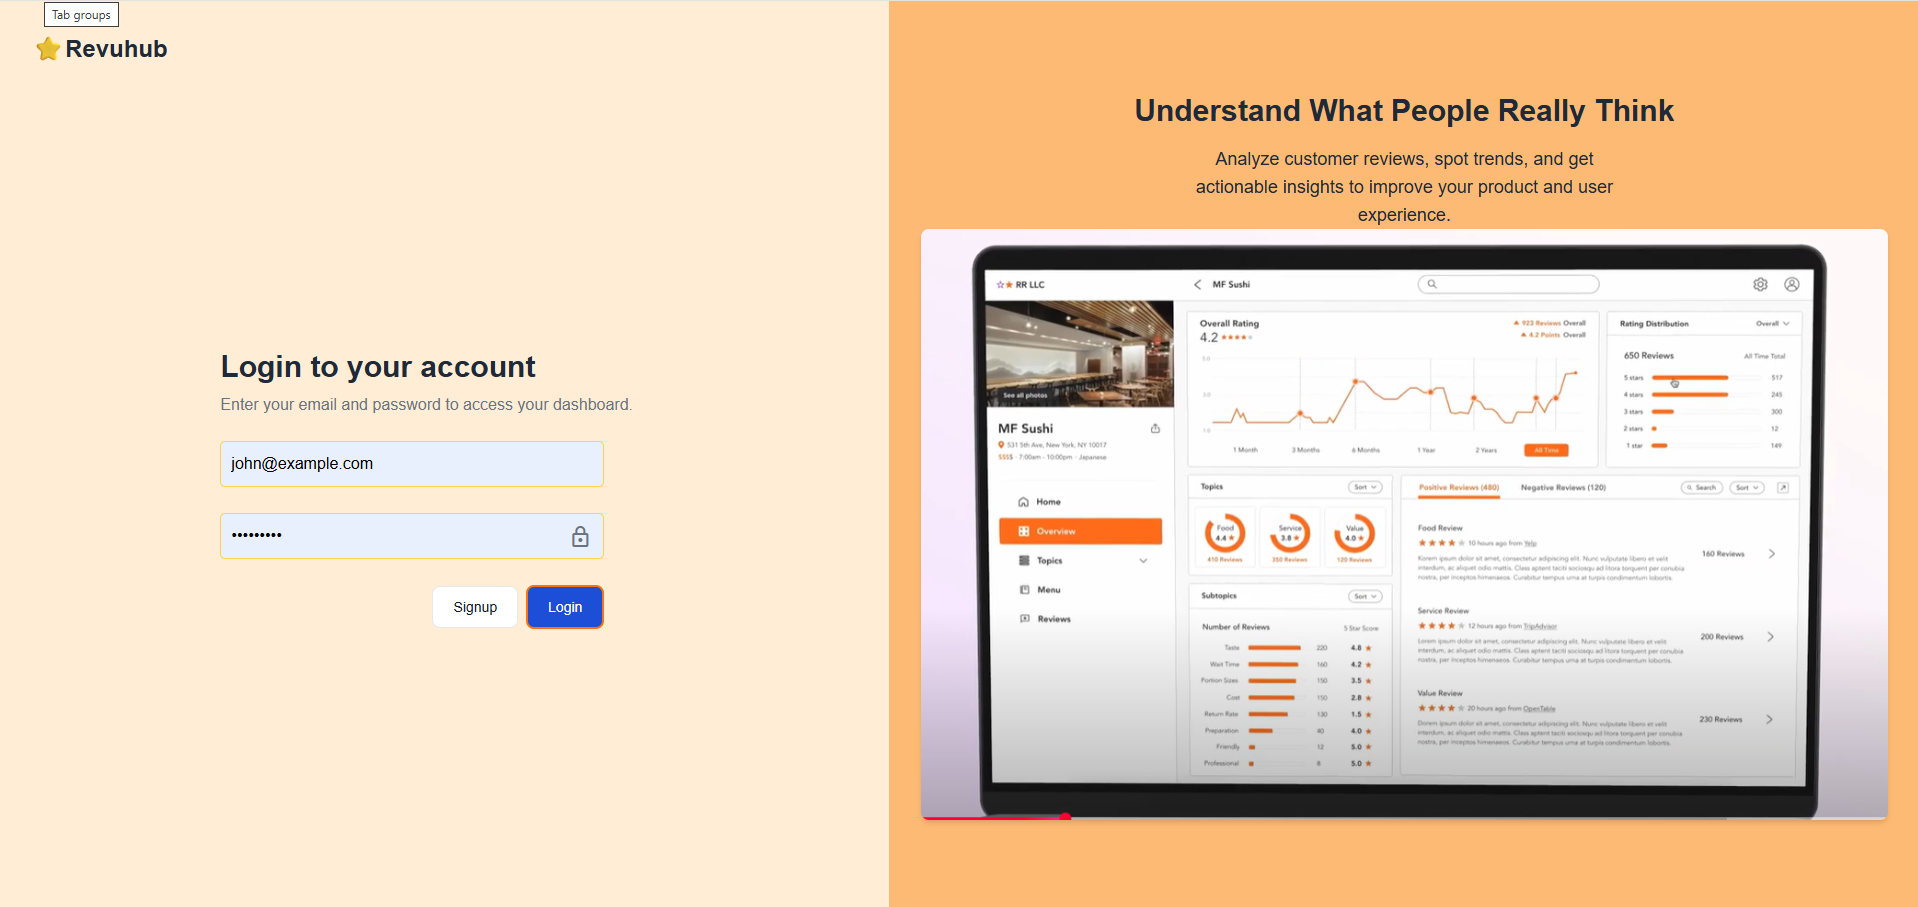 Tab groups
Revuhub
Login to your account
Enter your email and password to access your dashboard.
john@example.com
•••••••••
Signup
Login
Understand What People Really Think
Analyze customer reviews, spot trends, and get
actionable insights to improve your product and user
experience.
RR LLC
MF Sushi
See all photos
MF Sushi
531 5th Ave, New York, NY 10017
$$$$ · 7:00am - 10:00pm · Japanese
Home
Overview
Topics
Menu
Reviews
Overall Rating
4.2
923 Reviews Overall
4.2 Points Overall
5.0
3.0
1.0
1 Month
3 Months
6 Months
1 Year
2 Years
All Time
Rating Distribution
Overall
650 Reviews
All Time Total
5 stars 517
4 stars 245
3 stars 300
2 stars 12
1 star 149
Topics
Sort
Food
4.4
410 Reviews
Service
3.8
350 Reviews
Value
4.0
120 Reviews
Subtopics
Sort
Number of Reviews
5 Star Score
Taste 220 4.8
Wait Time 160 4.2
Portion Sizes 150 3.5
Cost 150 2.8
Return Rate 130 1.5
Preparation 40 4.0
Friendly 12 5.0
Professional 8 5.0
Positive Reviews (480)
Negative Reviews (120)
Search
Sort
Food Review
10 hours ago from Yelp
Lorem ipsum dolor sit amet, consectetur adipiscing elit. Nunc vulputate libero et velit
interdum, ac aliquet odio mattis. Class aptent taciti sociosqu ad litora torquent per conubia
nostra, per inceptos himenaeos. Curabitur tempus urna at turpis condimentum lobortis.
160 Reviews
Service Review
12 hours ago from TripAdvisor
Lorem ipsum dolor sit amet, consectetur adipiscing elit. Nunc vulputate libero et velit
interdum, ac aliquet odio mattis. Class aptent taciti sociosqu ad litora torquent per conubia
nostra, per inceptos himenaeos. Curabitur tempus urna at turpis condimentum lobortis.
200 Reviews
Value Review
20 hours ago from OpenTable
Dorem ipsum dolor sit amet, consectetur adipiscing elit. Nunc vulputate libero et velit
interdum, ac aliquet odio mattis. Class aptent taciti sociosqu ad litora torquent per conubia
nostra, per inceptos himenaeos. Curabitur tempus urna at turpis condimentum lobortis.
230 Reviews